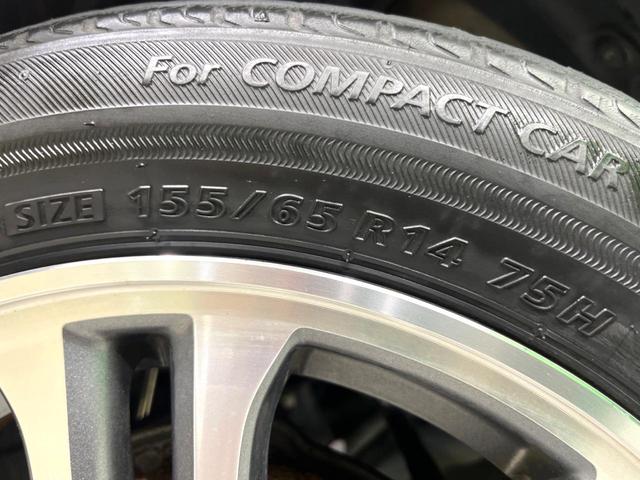 For COMPACT CAR
SIZE 155/65 R14 75H